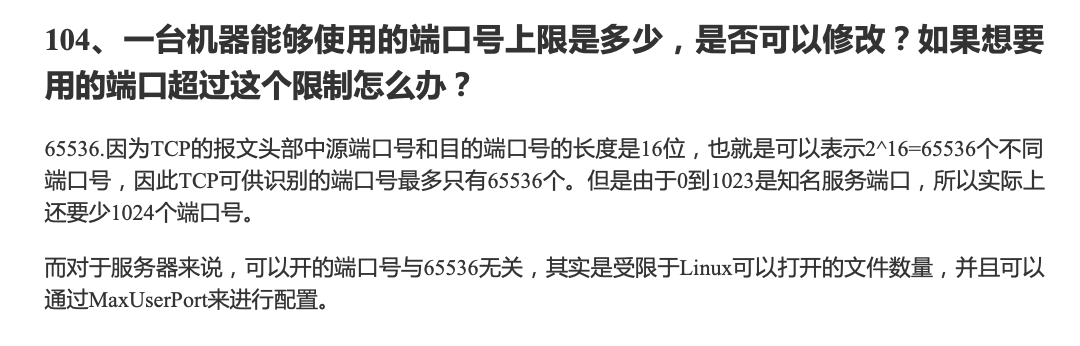 104、一台机器能够使用的端口号上限是多少，是否可以修改？如果想要
用的端口超过这个限制怎么办？
65536.因为TCP的报文头部中源端口号和目的端口号的长度是16位，也就是可以表示2^16=65536个不同
端口号，因此TCP可供识别的端口号最多只有65536个。但是由于0到1023是知名服务端口，所以实际上
还要少1024个端口号。
而对于服务器来说，可以开的端口号与65536无关，其实是受限于Linux可以打开的文件数量，并且可以
通过MaxUserPort来进行配置。